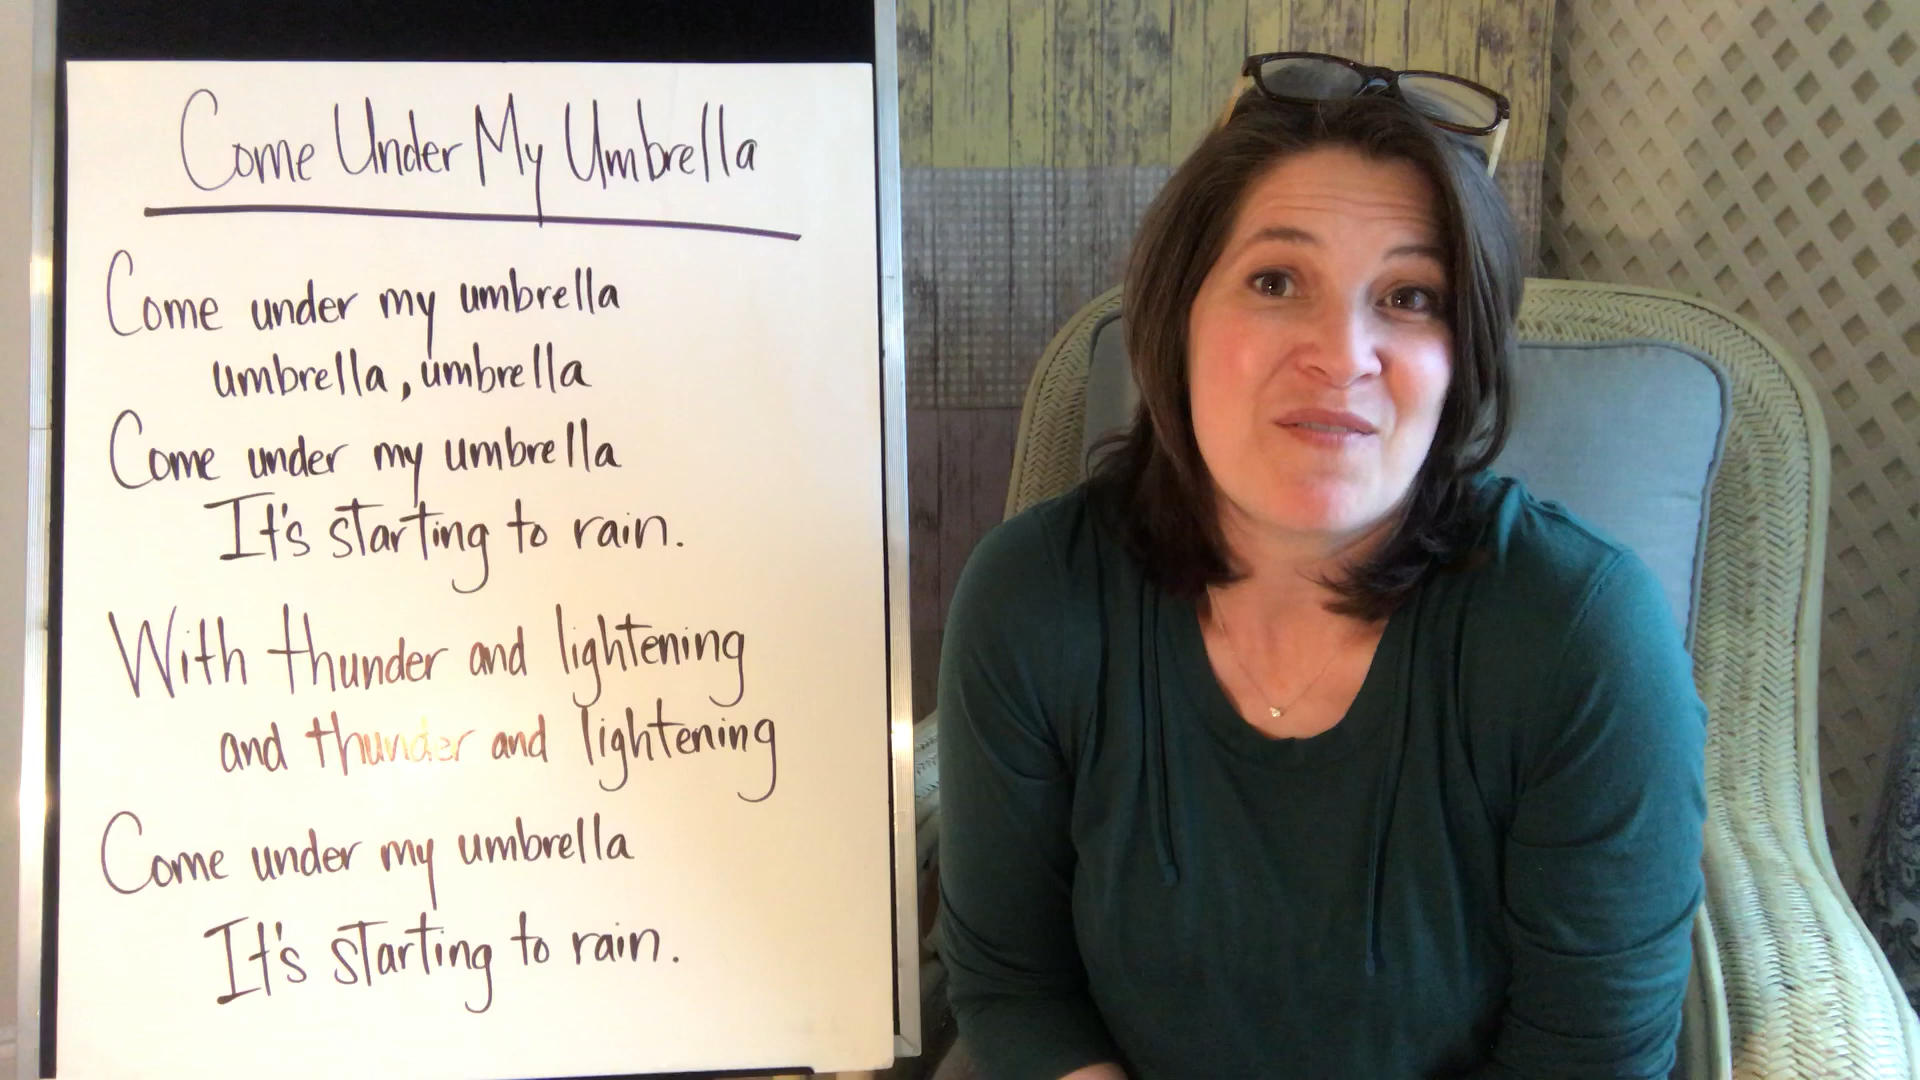 Come Under My Umbrella
Come under my umbrella
umbrella, umbrella
Come under my umbrella
It's starting to rain.
With thunder and lightening
and thunder and lightening
Come under my umbrella
It's starting to rain.